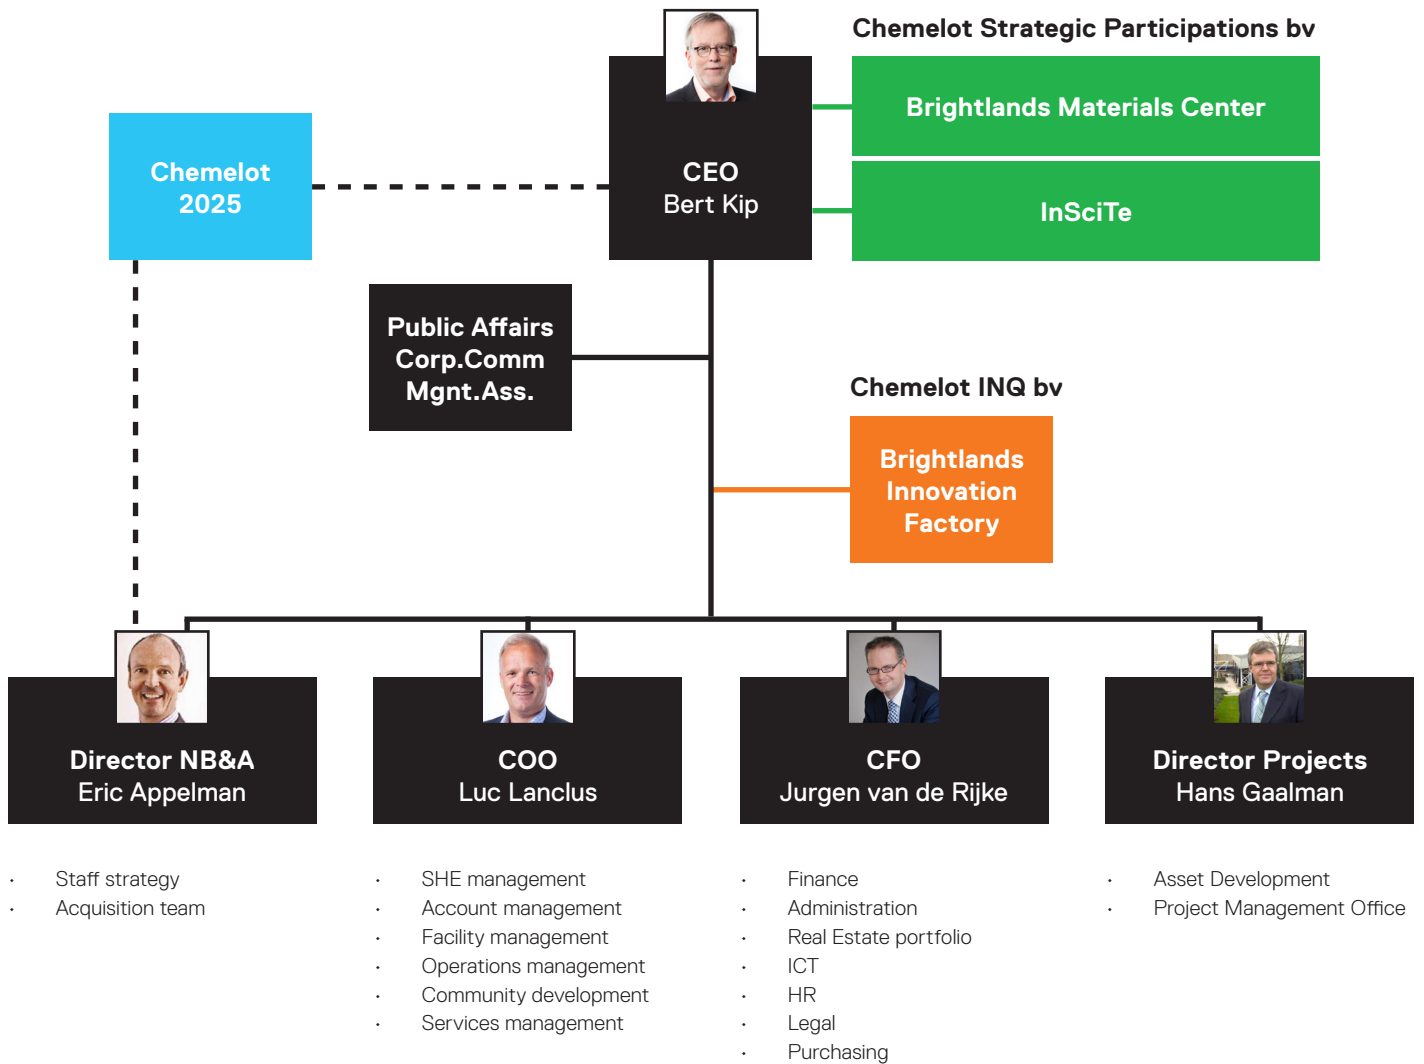 Chemelot Strategic Participations bv
Brightlands Materials Center
InSciTe
CEO
Bert Kip
Chemelot
2025
Public Affairs
Corp.Comm
Mgnt.Ass.
Chemelot INQ bv
Brightlands
Innovation
Factory
Director NB&A
Eric Appelman
· Staff strategy
· Acquisition team
COO
Luc Lanclus
· SHE management
· Account management
· Facility management
· Operations management
· Community development
· Services management
CFO
Jurgen van de Rijke
· Finance
· Administration
· Real Estate portfolio
· ICT
· HR
· Legal
· Purchasing
Director Projects
Hans Gaalman
· Asset Development
· Project Management Office